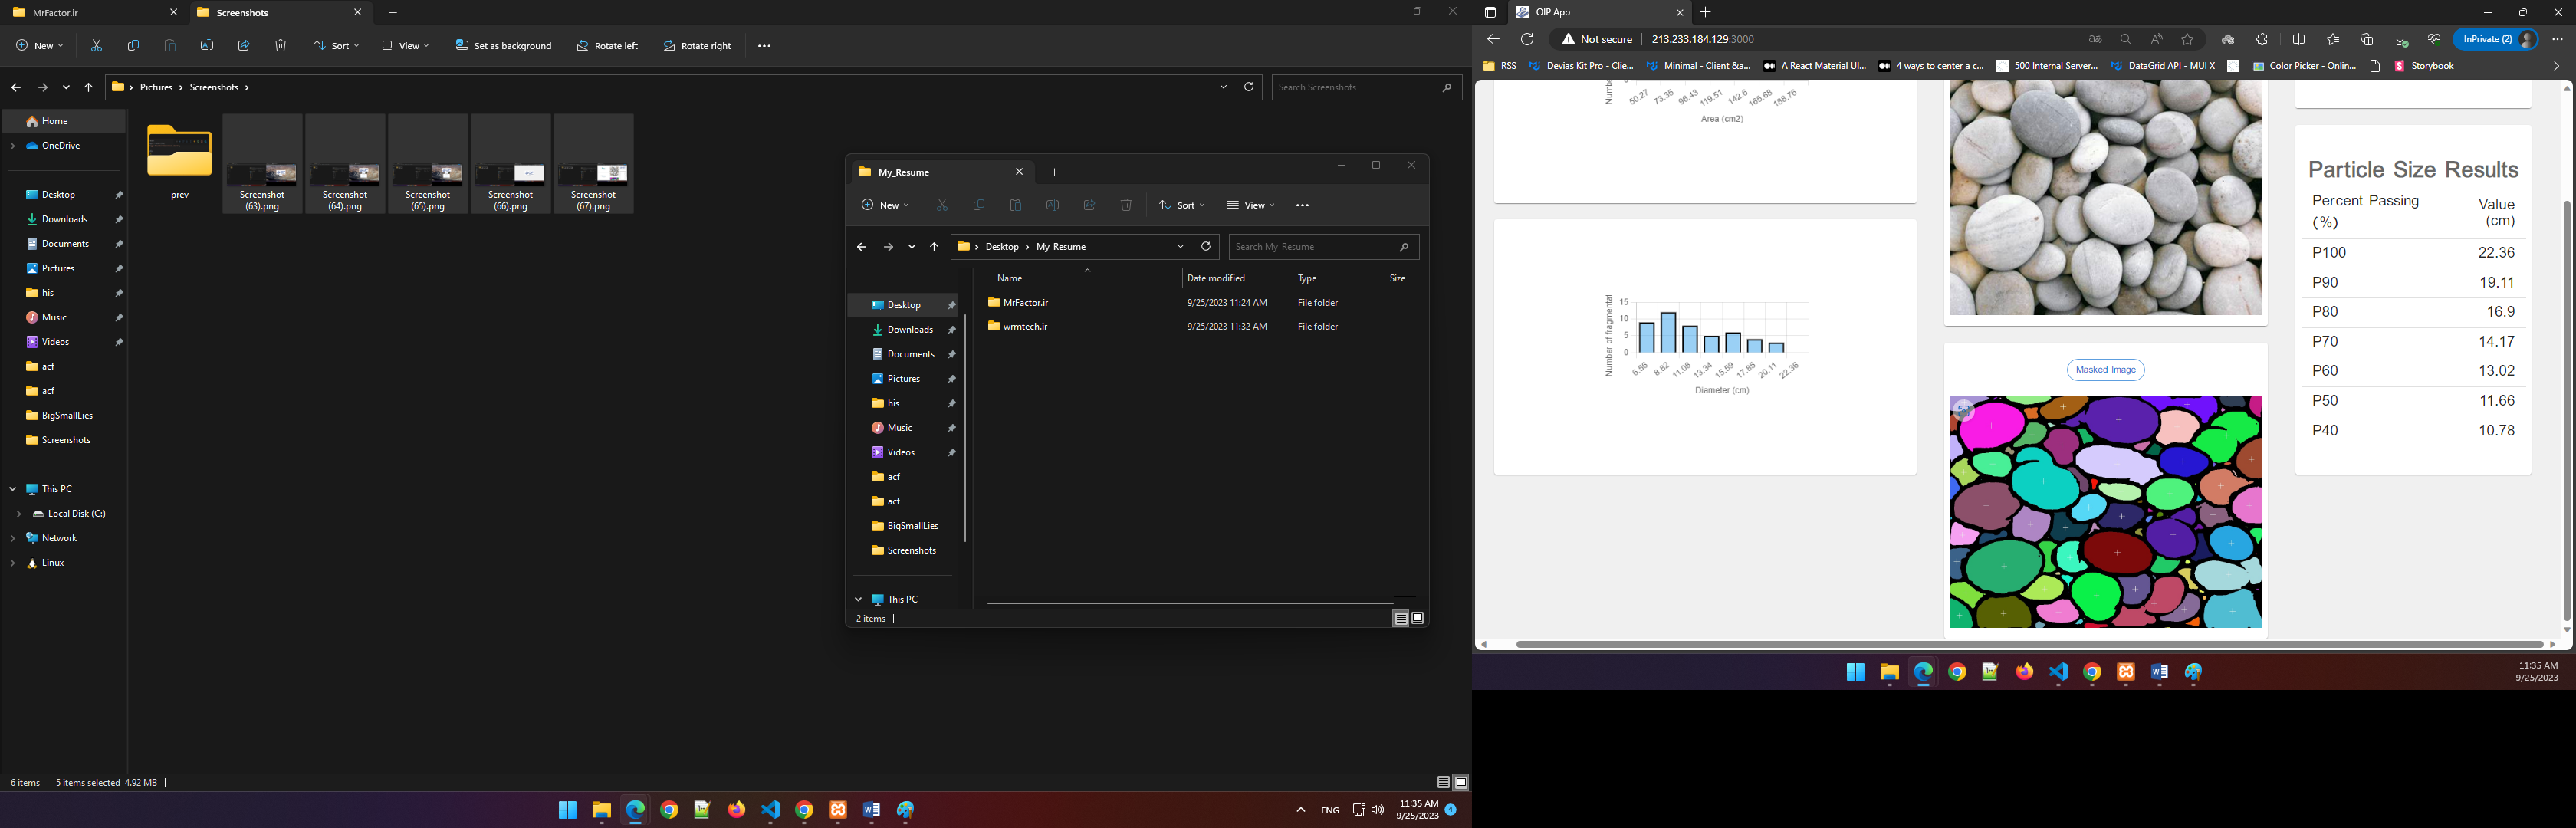 MrFactor.ir
Screenshots
New
Sort
View
Set as background
Rotate left
Rotate right
Pictures
Screenshots
Search Screenshots
Home
OneDrive
Desktop
Downloads
Documents
Pictures
his
Music
Videos
acf
acf
BigSmallLies
Screenshots
This PC
Local Disk (C:)
Network
Linux
prev
Screenshot (63).png
Screenshot (64).png
Screenshot (65).png
Screenshot (66).png
Screenshot (67).png
6 items
5 items selected 4.92 MB
My_Resume
New
Sort
View
Desktop
My_Resume
Search My_Resume
Name
Date modified
Type
Size
MrFactor.ir 9/25/2023 11:24 AM File folder
wrmtech.ir 9/25/2023 11:32 AM File folder
Desktop
Downloads
Documents
Pictures
his
Music
Videos
acf
acf
BigSmallLies
Screenshots
This PC
2 items
ENG
11:35 AM
9/25/2023
4
OIP App
Not secure
213.233.184.129:3000
InPrivate (2)
RSS
Devias Kit Pro - Clie...
Minimal - Client &a...
A React Material UI...
4 ways to center a c...
500 Internal Server...
DataGrid API - MUI X
Color Picker - Onlin...
Storybook
50.27
73.35
96.43
119.51
142.6
165.68
188.76
Area (cm2)
Number of fragmental
15
10
5
0
6.56
8.82
11.08
13.34
15.59
17.85
20.11
22.36
Diameter (cm)
Masked Image
Particle Size Results
Percent Passing (%)
Value (cm)
P100 22.36
P90 19.11
P80 16.9
P70 14.17
P60 13.02
P50 11.66
P40 10.78
11:35 AM
9/25/2023